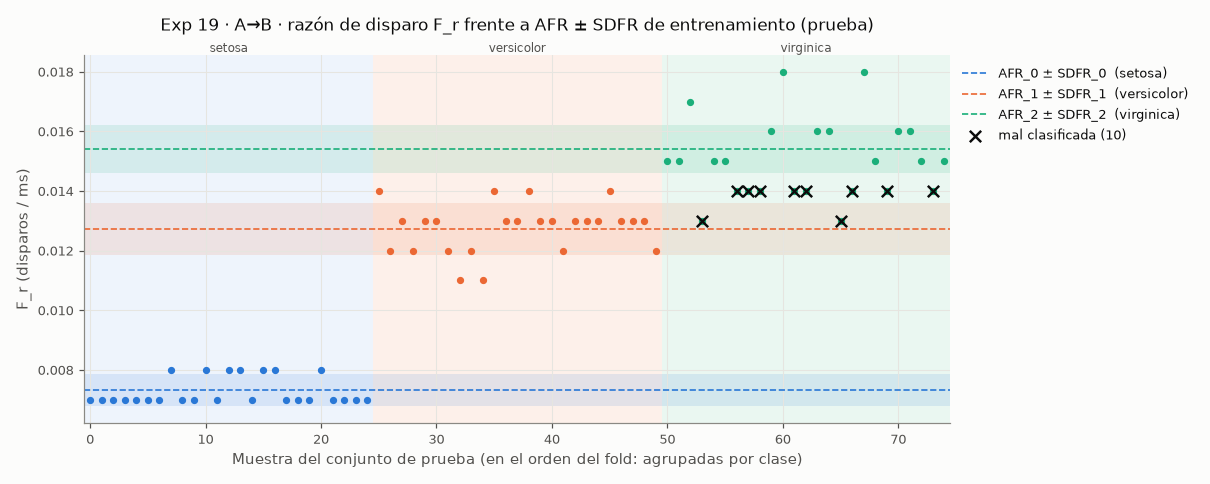 Exp 19 · A→B · razón de disparo F_r frente a AFR ± SDFR de entrenamiento (prueba)
setosa
versicolor
virginica
0.018
0.016
0.014
0.012
0.010
0.008
F_r (disparos / ms)
0
10
20
30
40
50
60
70
Muestra del conjunto de prueba (en el orden del fold: agrupadas por clase)
AFR_0 ± SDFR_0 (setosa)
AFR_1 ± SDFR_1 (versicolor)
AFR_2 ± SDFR_2 (virginica)
mal clasificada (10)